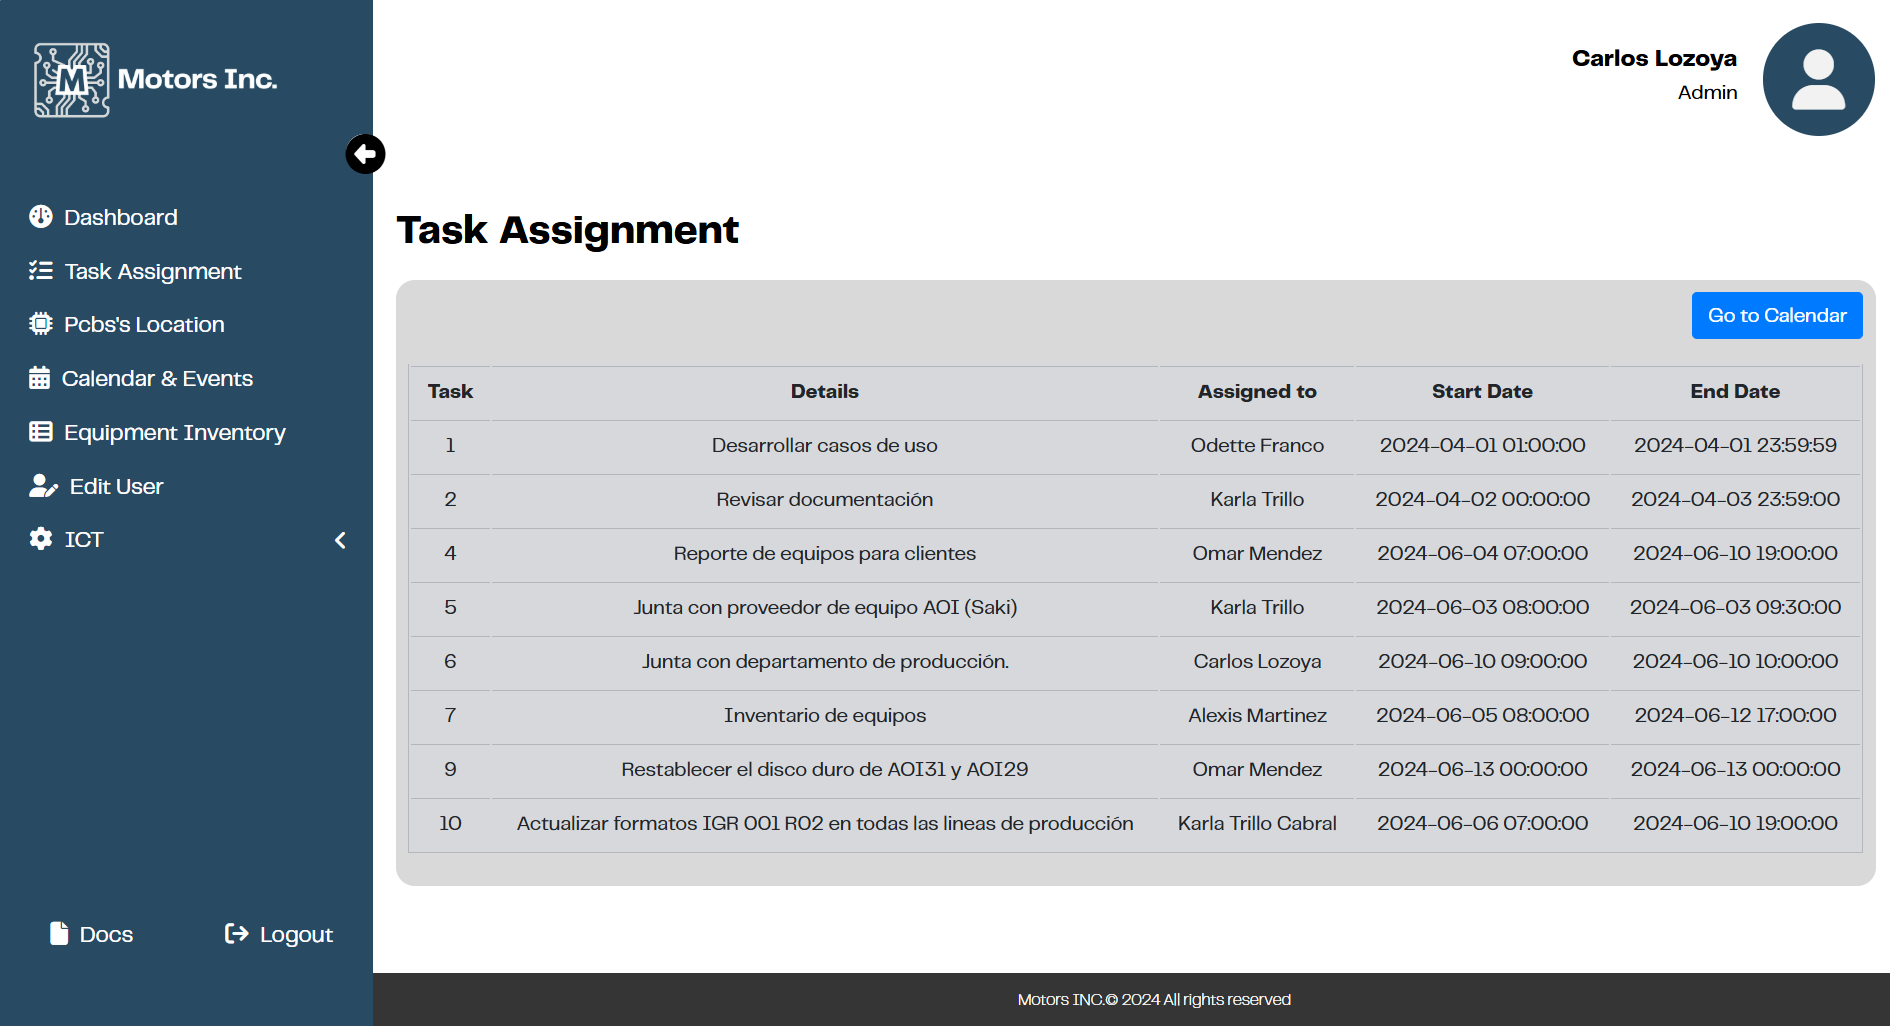 M Motors Inc.
Carlos Lozoya
Admin
Dashboard
Task Assignment
Pcbs's Location
Calendar & Events
Equipment Inventory
Edit User
ICT
Docs
Logout
Task Assignment
Go to Calendar
Task Details Assigned to Start Date End Date
1 Desarrollar casos de uso Odette Franco 2024-04-01 01:00:00 2024-04-01 23:59:59
2 Revisar documentación Karla Trillo 2024-04-02 00:00:00 2024-04-03 23:59:00
4 Reporte de equipos para clientes Omar Mendez 2024-06-04 07:00:00 2024-06-10 19:00:00
5 Junta con proveedor de equipo AOI (Saki) Karla Trillo 2024-06-03 08:00:00 2024-06-03 09:30:00
6 Junta con departamento de producción. Carlos Lozoya 2024-06-10 09:00:00 2024-06-10 10:00:00
7 Inventario de equipos Alexis Martinez 2024-06-05 08:00:00 2024-06-12 17:00:00
9 Restablecer el disco duro de AOI31 y AOI29 Omar Mendez 2024-06-13 00:00:00 2024-06-13 00:00:00
10 Actualizar formatos IGR 001 R02 en todas las lineas de producción Karla Trillo Cabral 2024-06-06 07:00:00 2024-06-10 19:00:00
Motors INC.© 2024 All rights reserved